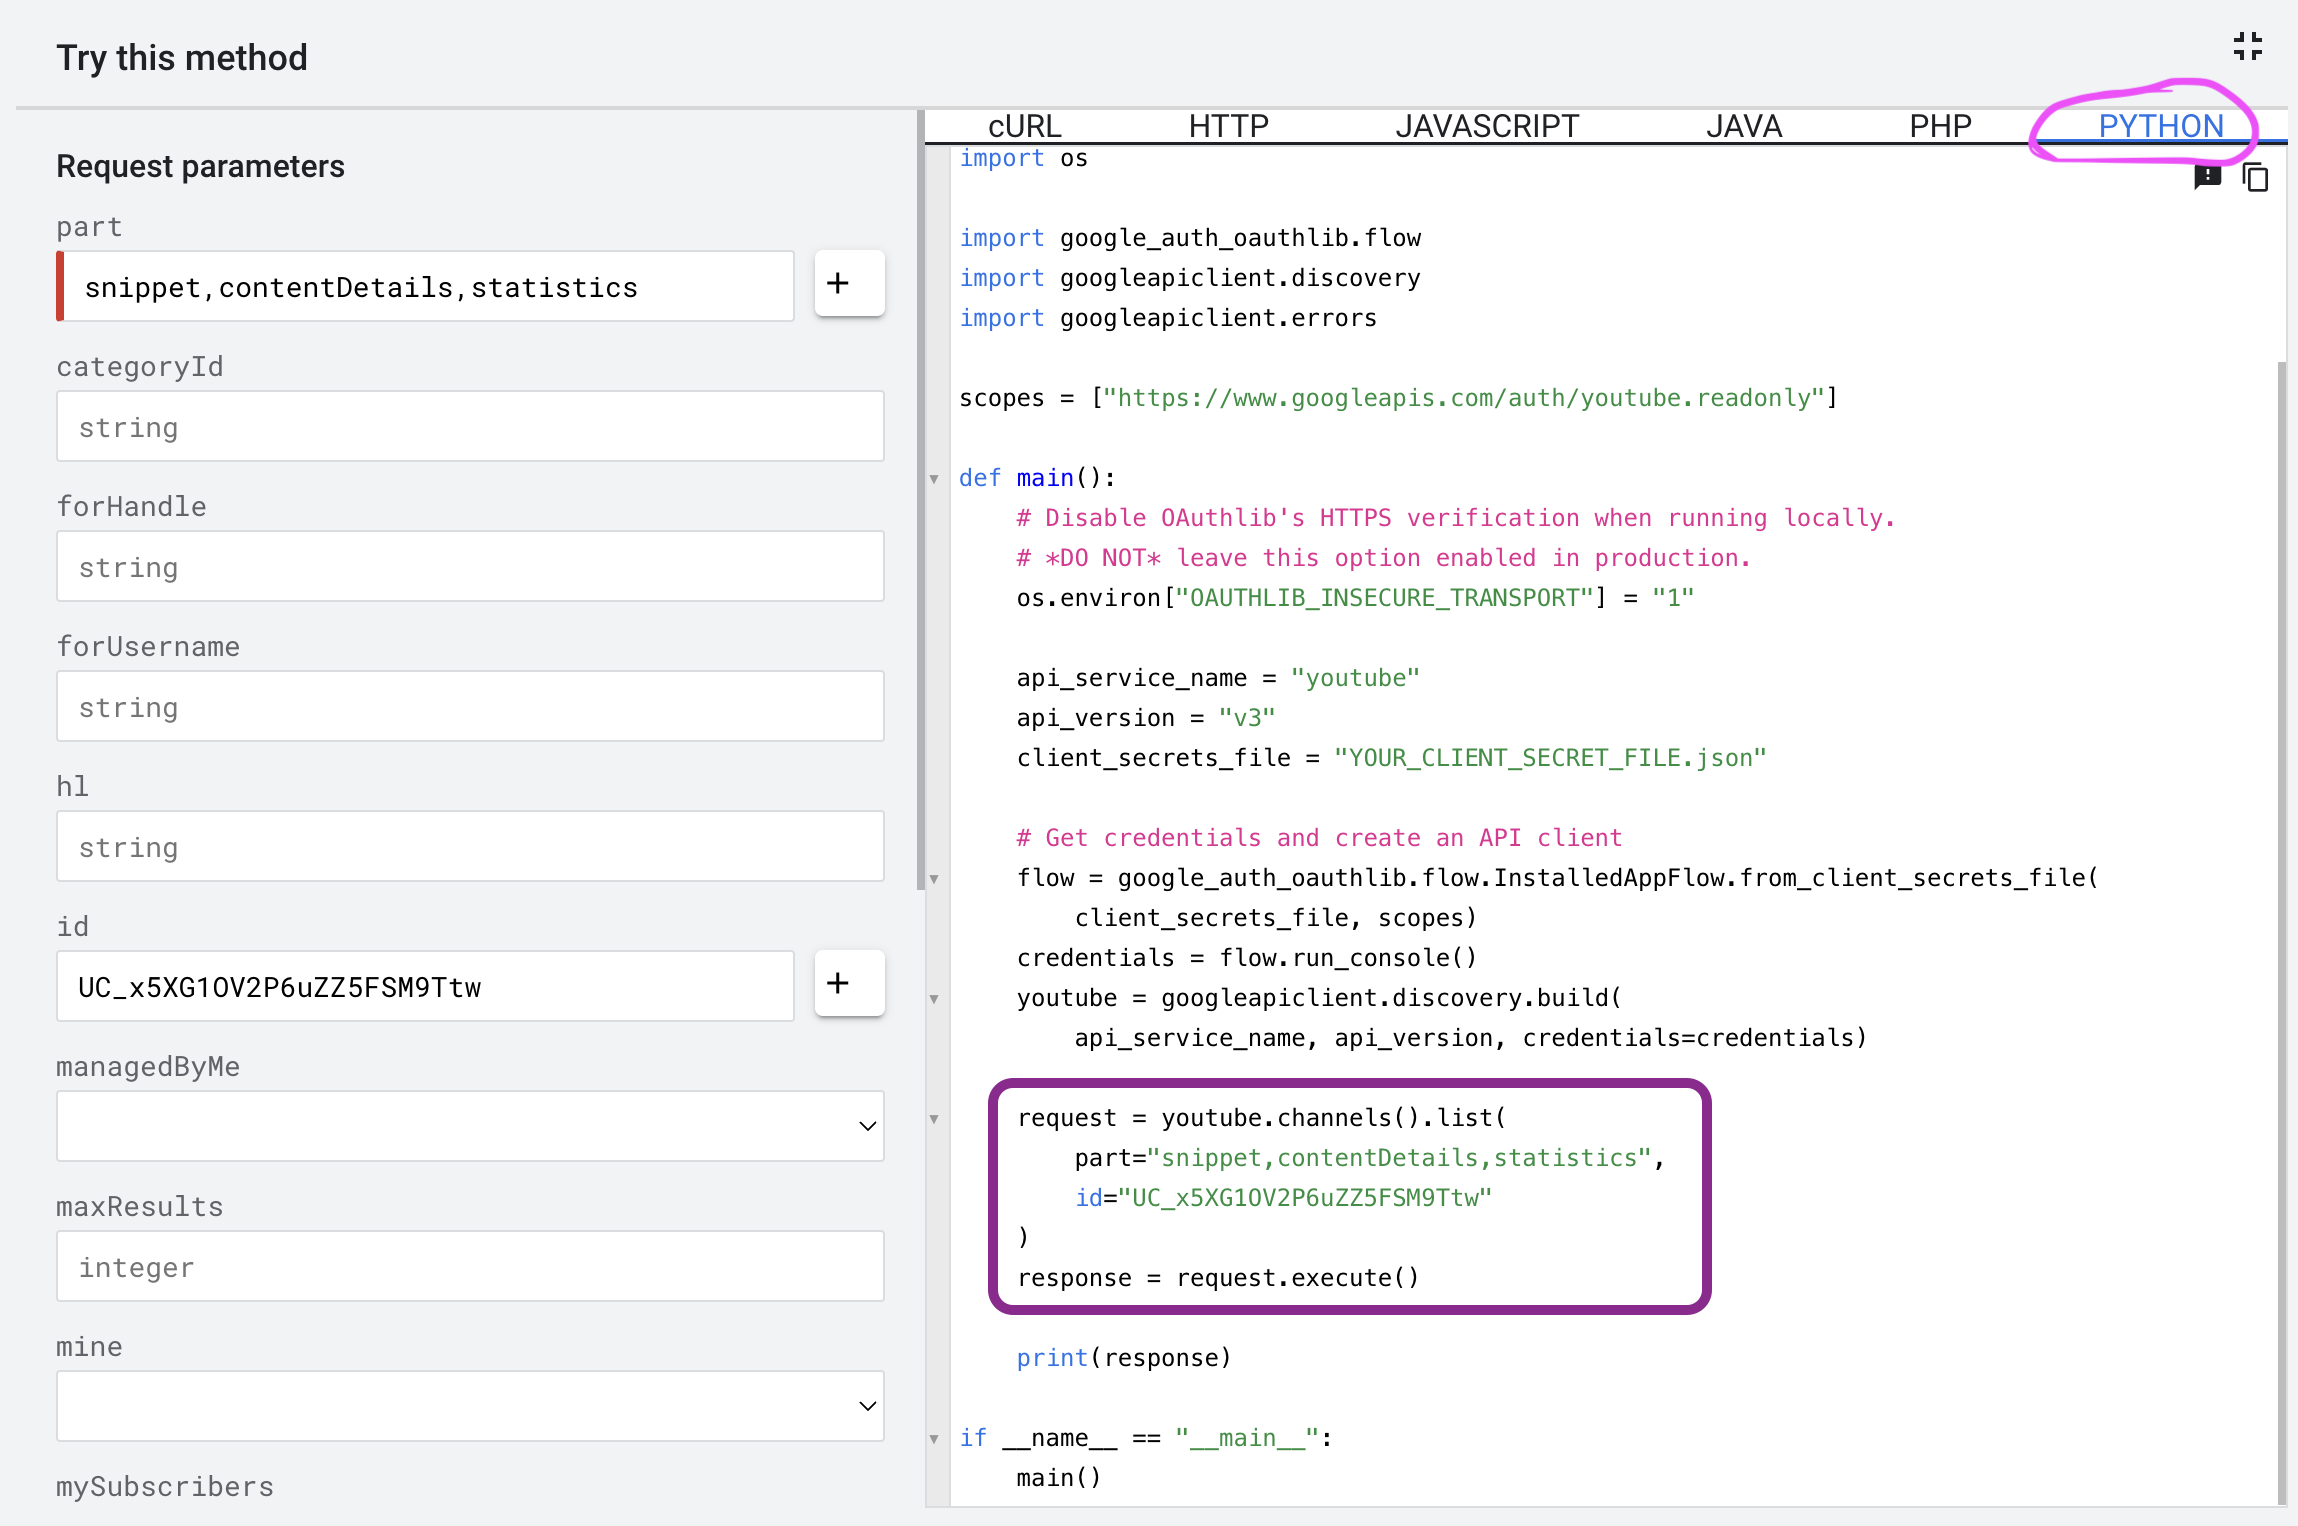 Try this method
Request parameters
part
snippet,contentDetails,statistics
+
categoryId
string
forHandle
string
forUsername
string
hl
string
id
UC_x5XG1OV2P6uZZ5FSM9Ttw
+
managedByMe
maxResults
integer
mine
mySubscribers
cURL HTTP JAVASCRIPT JAVA PHP PYTHON
import os
import google_auth_oauthlib.flow
import googleapiclient.discovery
import googleapiclient.errors
scopes = ["https://www.googleapis.com/auth/youtube.readonly"]
def main():
    # Disable OAuthlib's HTTPS verification when running locally.
    # *DO NOT* leave this option enabled in production.
    os.environ["OAUTHLIB_INSECURE_TRANSPORT"] = "1"
    api_service_name = "youtube"
    api_version = "v3"
    client_secrets_file = "YOUR_CLIENT_SECRET_FILE.json"
    # Get credentials and create an API client
    flow = google_auth_oauthlib.flow.InstalledAppFlow.from_client_secrets_file(
        client_secrets_file, scopes)
    credentials = flow.run_console()
    youtube = googleapiclient.discovery.build(
        api_service_name, api_version, credentials=credentials)
    request = youtube.channels().list(
        part="snippet,contentDetails,statistics",
        id="UC_x5XG1OV2P6uZZ5FSM9Ttw"
    )
    response = request.execute()
    print(response)
if __name__ == "__main__":
    main()